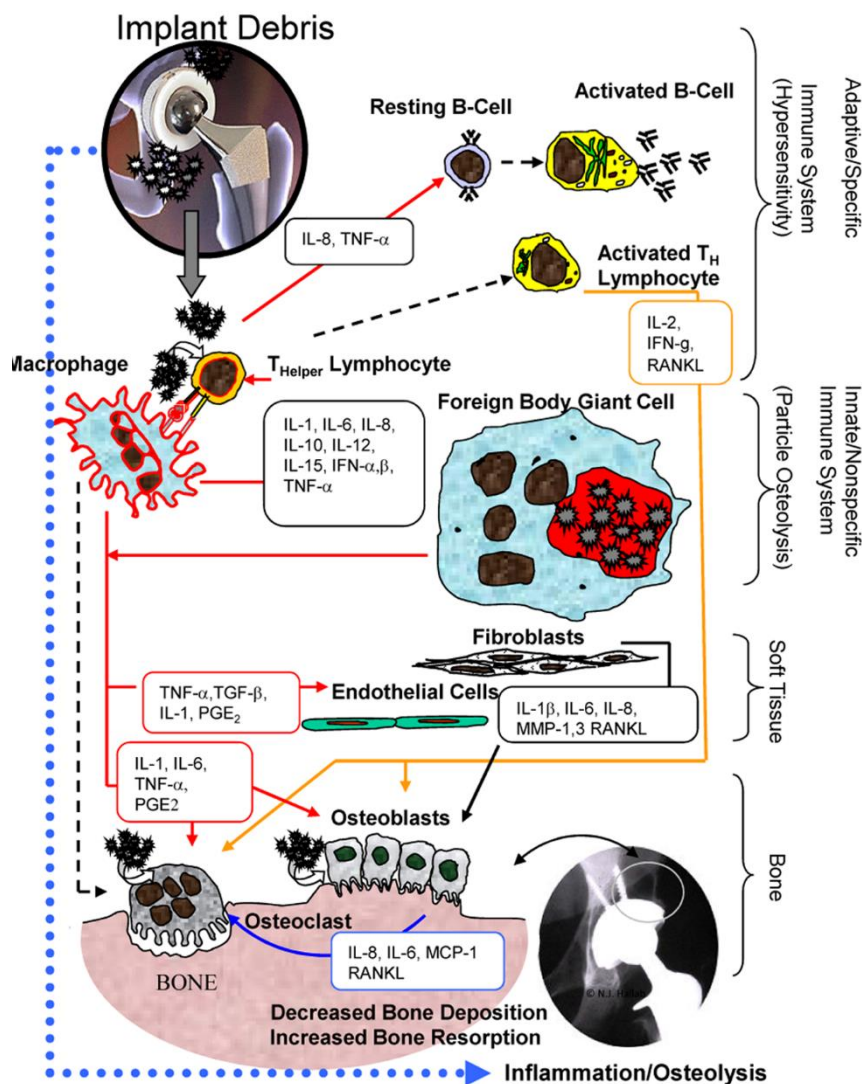 Implant Debris
Resting B-Cell
Activated B-Cell
IL-8, TNF-α
Activated TH
Lymphocyte
IL-2,
IFN-g,
RANKL
Adaptive/Specific
Immune System
(Hypersensitivity)
Macrophage
THelper Lymphocyte
IL-1, IL-6, IL-8,
IL-10, IL-12,
IL-15, IFN-α,β,
TNF-α
Foreign Body Giant Cell
Innate/Nonspecific
Immune System
(Particle Osteolysis)
Fibroblasts
TNF-α,TGF-β,
IL-1, PGE2
Endothelial Cells
IL-1β, IL-6, IL-8,
MMP-1,3 RANKL
Soft Tissue
IL-1, IL-6,
TNF-α,
PGE2
Osteoblasts
Osteoclast
BONE
IL-8, IL-6, MCP-1
RANKL
Bone
© N.J. Hallab
Decreased Bone Deposition
Increased Bone Resorption
Inflammation/Osteolysis